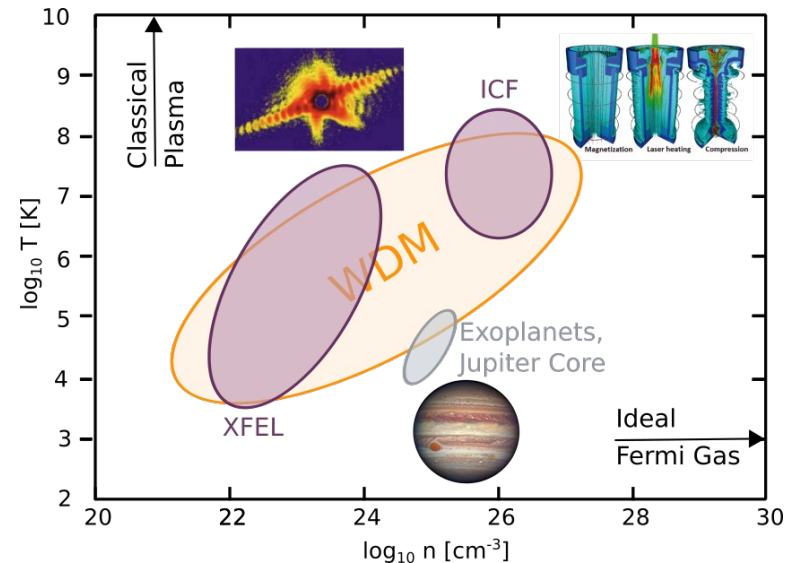 10
9
8
7
6
5
4
3
2
log₁₀ T [K]
Classical
Plasma
ICF
Magnetization
Laser heating
Compression
WDM
Exoplanets,
Jupiter Core
XFEL
Ideal
Fermi Gas
20
22
24
26
28
30
log₁₀ n [cm⁻³]